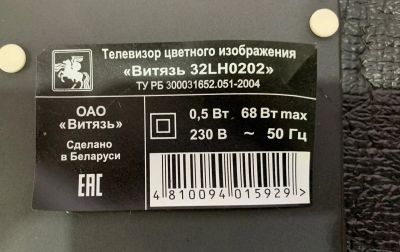 Телевизор цветного изображения
«Витязь 32LH0202»
ТУ РБ 300031652.051-2004
ОАО
«Витязь»
Сделано
в Беларуси
EAC
0,5 Вт 68 Вт max
230 В ~ 50 Гц
4 810094 015929 >